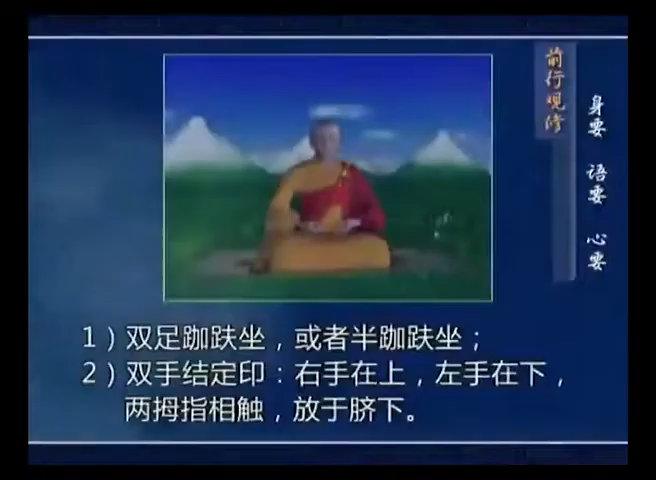 前行观修
身要 语要 心要
1）双足跏趺坐，或者半跏趺坐；
2）双手结定印：右手在上，左手在下，
两拇指相触，放于脐下。